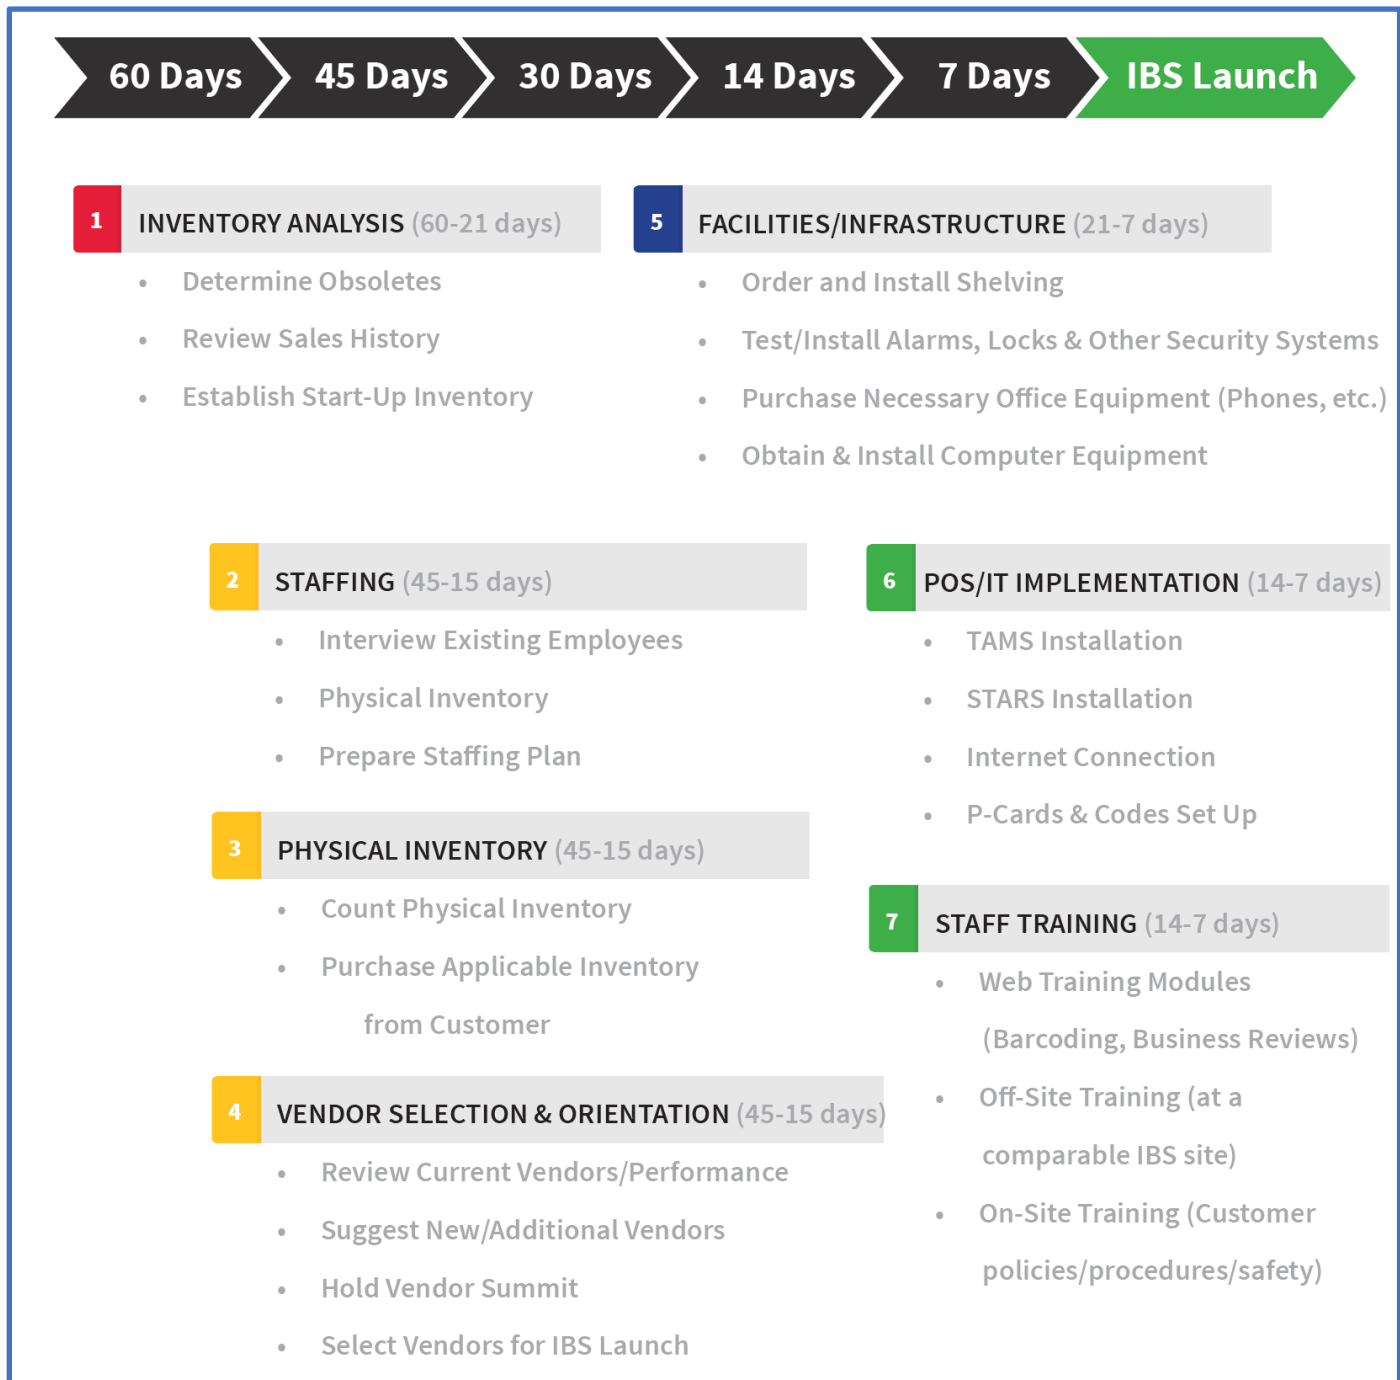 60 Days 45 Days 30 Days 14 Days 7 Days IBS Launch
1 INVENTORY ANALYSIS (60-21 days)
• Determine Obsoletes
• Review Sales History
• Establish Start-Up Inventory
2 STAFFING (45-15 days)
• Interview Existing Employees
• Physical Inventory
• Prepare Staffing Plan
3 PHYSICAL INVENTORY (45-15 days)
• Count Physical Inventory
• Purchase Applicable Inventory
from Customer
4 VENDOR SELECTION & ORIENTATION (45-15 days)
• Review Current Vendors/Performance
• Suggest New/Additional Vendors
• Hold Vendor Summit
• Select Vendors for IBS Launch
5 FACILITIES/INFRASTRUCTURE (21-7 days)
• Order and Install Shelving
• Test/Install Alarms, Locks & Other Security Systems
• Purchase Necessary Office Equipment (Phones, etc.)
• Obtain & Install Computer Equipment
6 POS/IT IMPLEMENTATION (14-7 days)
• TAMS Installation
• STARS Installation
• Internet Connection
• P-Cards & Codes Set Up
7 STAFF TRAINING (14-7 days)
• Web Training Modules
(Barcoding, Business Reviews)
• Off-Site Training (at a
comparable IBS site)
• On-Site Training (Customer
policies/procedures/safety)